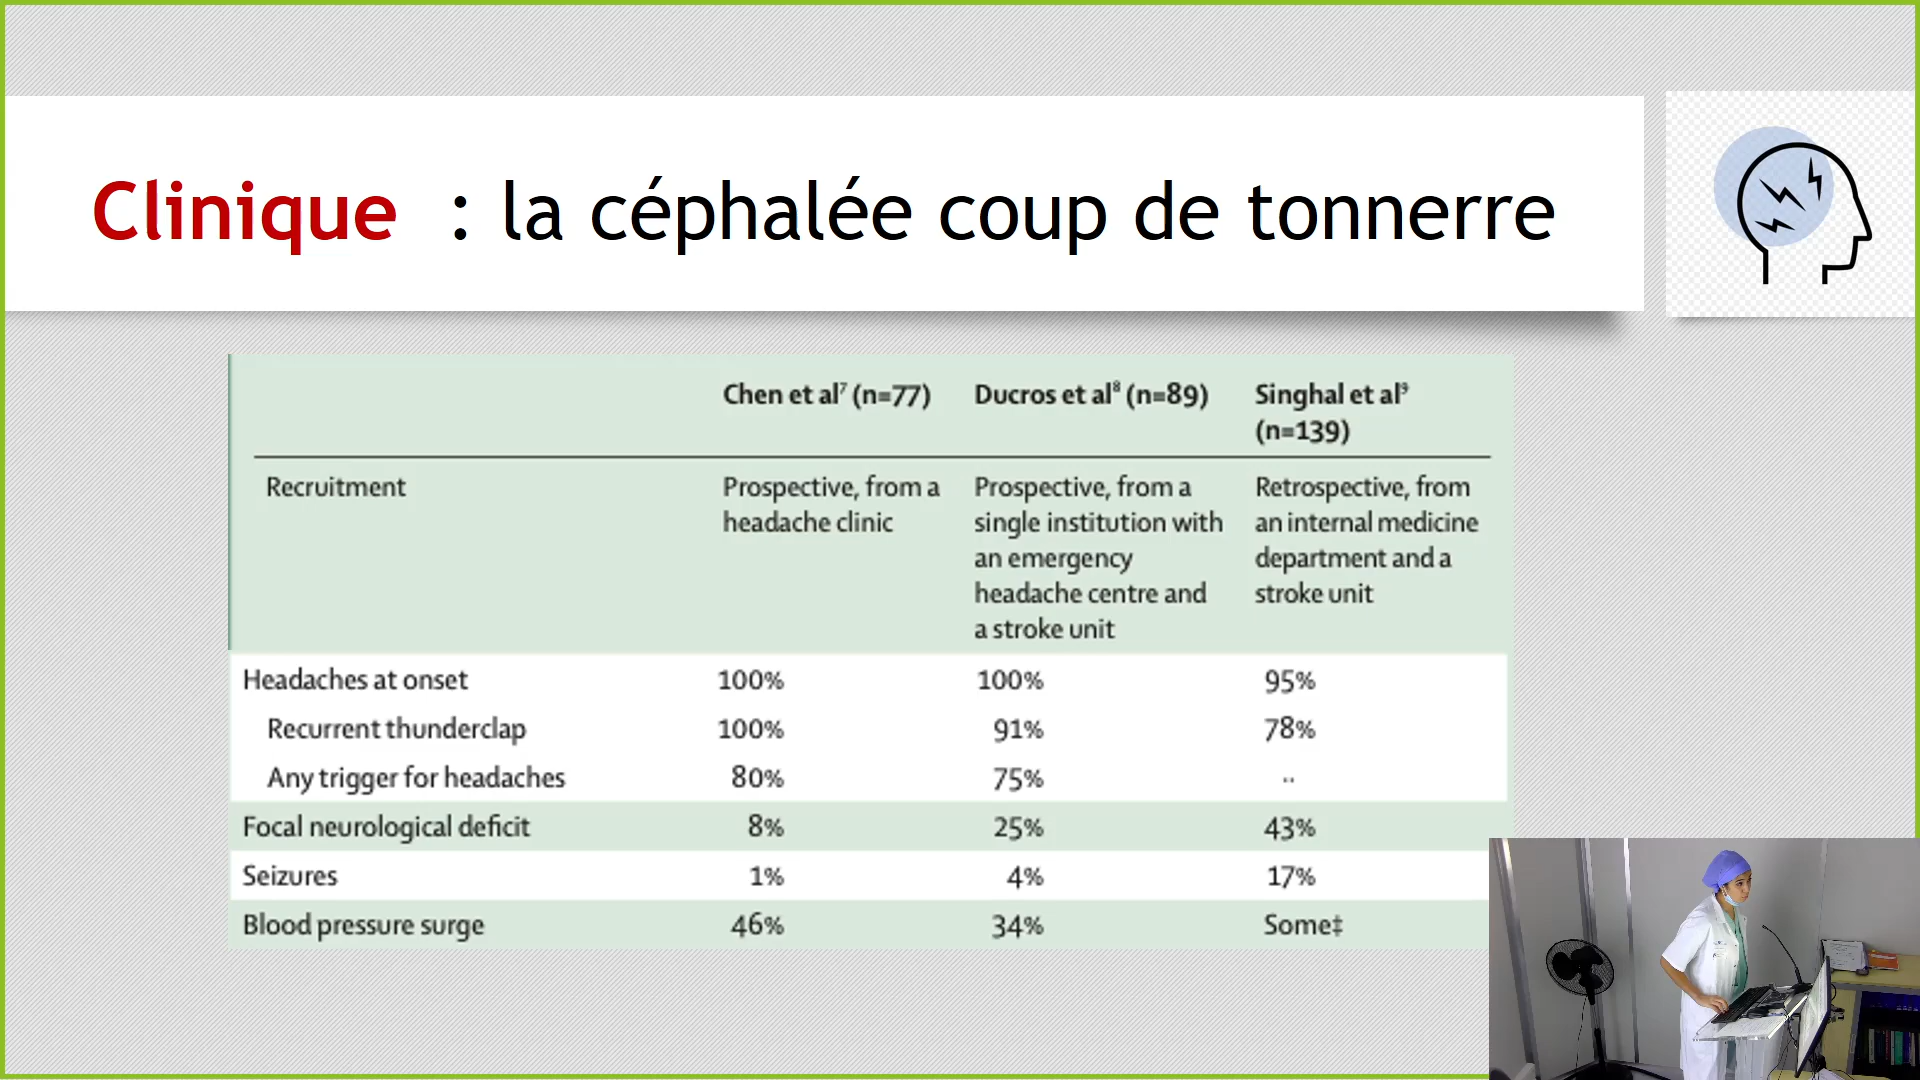 Clinique : la céphalée coup de tonnerre
Chen et al⁷ (n=77) Ducros et al⁸ (n=89) Singhal et al⁹
(n=139)
Recruitment Prospective, from a Prospective, from a Retrospective, from
headache clinic single institution with an internal medicine
an emergency department and a
headache centre and stroke unit
a stroke unit
Headaches at onset 100% 100% 95%
Recurrent thunderclap 100% 91% 78%
Any trigger for headaches 80% 75% ··
Focal neurological deficit 8% 25% 43%
Seizures 1% 4% 17%
Blood pressure surge 46% 34% Some‡